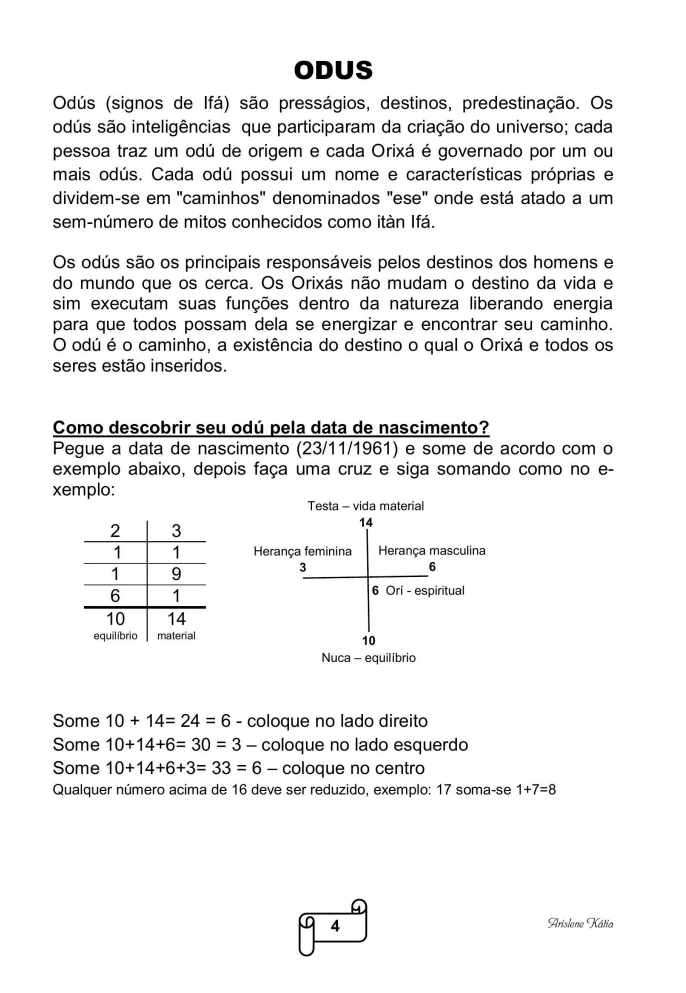 ODUS
Odús (signos de Ifá) são presságios, destinos, predestinação. Os
odús são inteligências que participaram da criação do universo; cada
pessoa traz um odú de origem e cada Orixá é governado por um ou
mais odús. Cada odú possui um nome e características próprias e
dividem-se em "caminhos" denominados "ese" onde está atado a um
sem-número de mitos conhecidos como itàn Ifá.
Os odús são os principais responsáveis pelos destinos dos homens e
do mundo que os cerca. Os Orixás não mudam o destino da vida e
sim executam suas funções dentro da natureza liberando energia
para que todos possam dela se energizar e encontrar seu caminho.
O odú é o caminho, a existência do destino o qual o Orixá e todos os
seres estão inseridos.
Como descobrir seu odú pela data de nascimento?
Pegue a data de nascimento (23/11/1961) e some de acordo com o
exemplo abaixo, depois faça uma cruz e siga somando como no e-
xemplo:
2 3
1 1
1 9
6 1
10 14
equilíbrio material
Testa – vida material
14
Herança feminina Herança masculina
3 6
6 Orí - espiritual
10
Nuca – equilíbrio
Some 10 + 14= 24 = 6 - coloque no lado direito
Some 10+14+6= 30 = 3 – coloque no lado esquerdo
Some 10+14+6+3= 33 = 6 – coloque no centro
Qualquer número acima de 16 deve ser reduzido, exemplo: 17 soma-se 1+7=8
4
Arislene Kátia